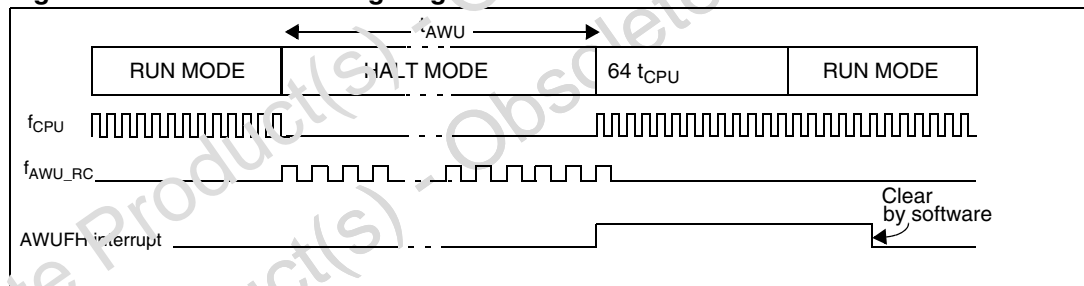 tAWU
RUN MODE HALT MODE 64 tCPU RUN MODE
fCPU
fAWU_RC
Clear
by software
AWUFH interrupt